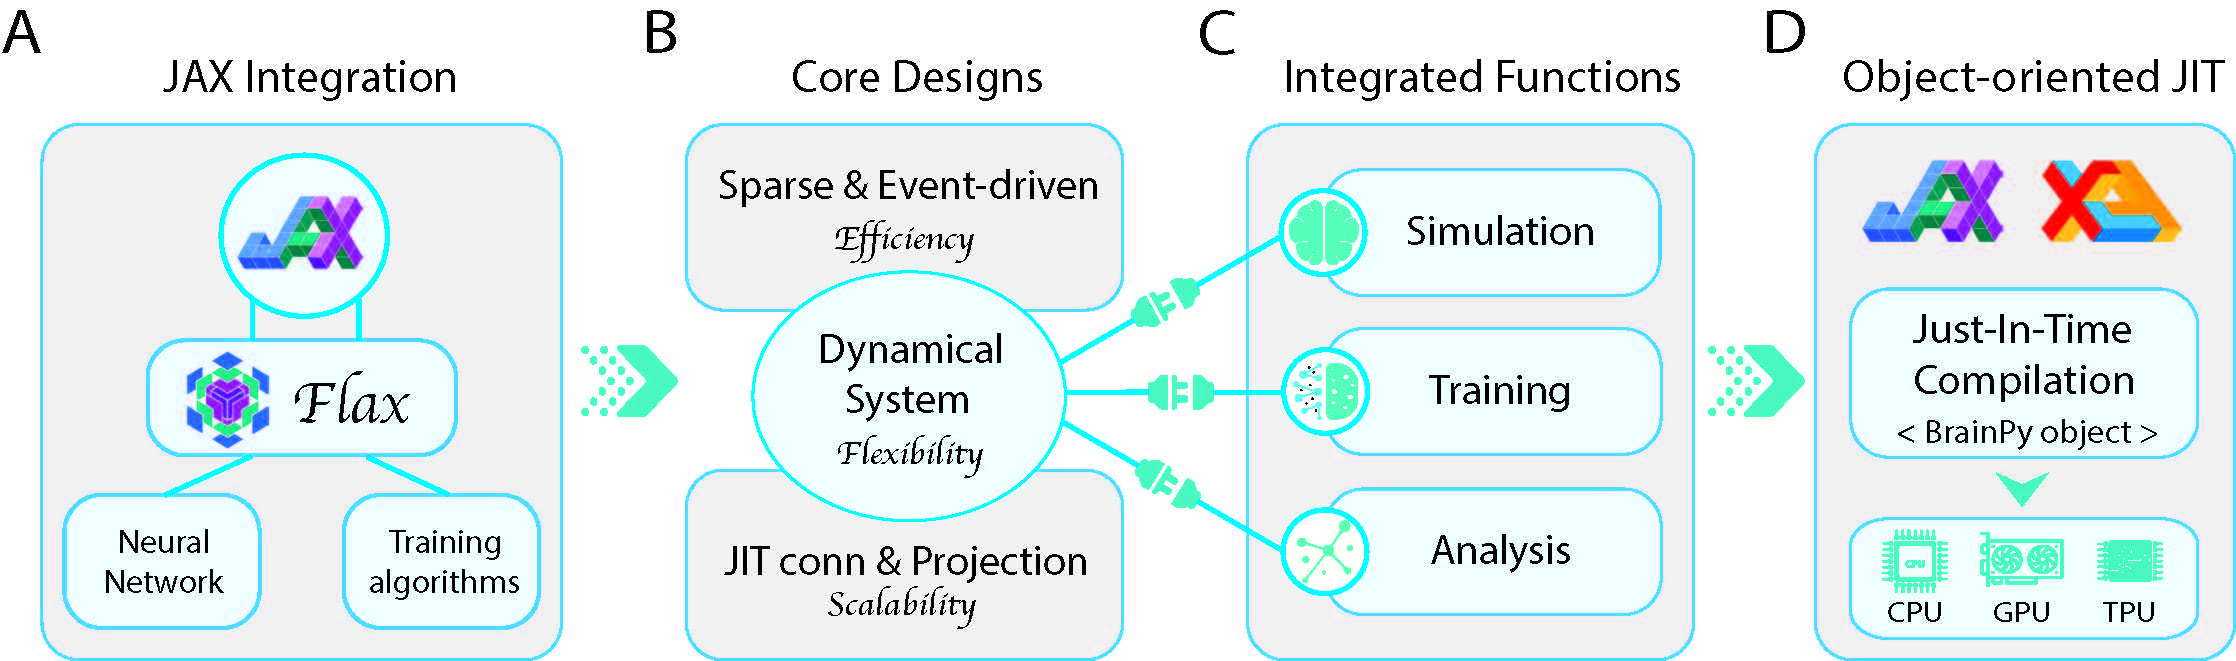 A
JAX Integration
JAX
Flax
Neural
Network
Training
algorithms
B
Core Designs
Sparse & Event-driven
Efficiency
Dynamical
System
Flexibility
JIT conn & Projection
Scalability
C
Integrated Functions
Simulation
Training
Analysis
D
Object-oriented JIT
JAX
XLA
Just-In-Time
Compilation
< BrainPy object >
CPU
CPU
GPU
TPU